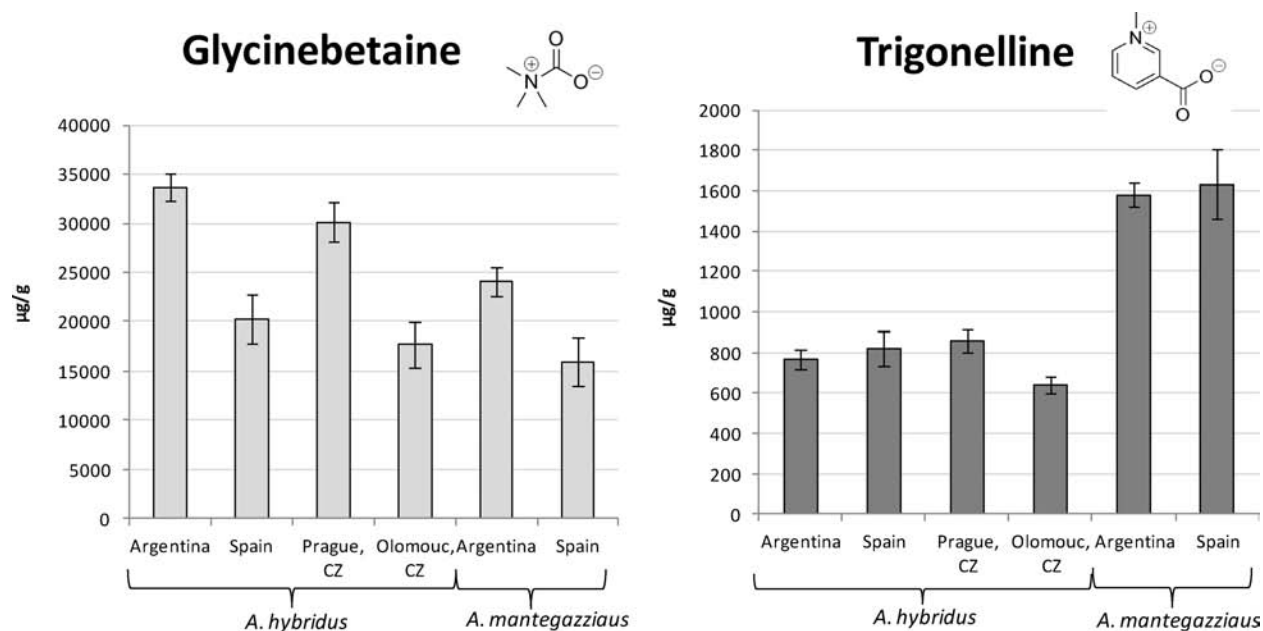 Glycinebetaine
N
⊕
O
O
⊖
40000
35000
30000
25000
20000
15000
10000
5000
0
µg/g
Argentina Spain Prague, CZ Olomouc, CZ Argentina Spain
A. hybridus A. mantegazziaus
Trigonelline
N
⊕
O
⊖
O
2000
1800
1600
1400
1200
1000
800
600
400
200
0
µg/g
Argentina Spain Prague, CZ Olomouc, CZ Argentina Spain
A. hybridus A. mantegazziaus